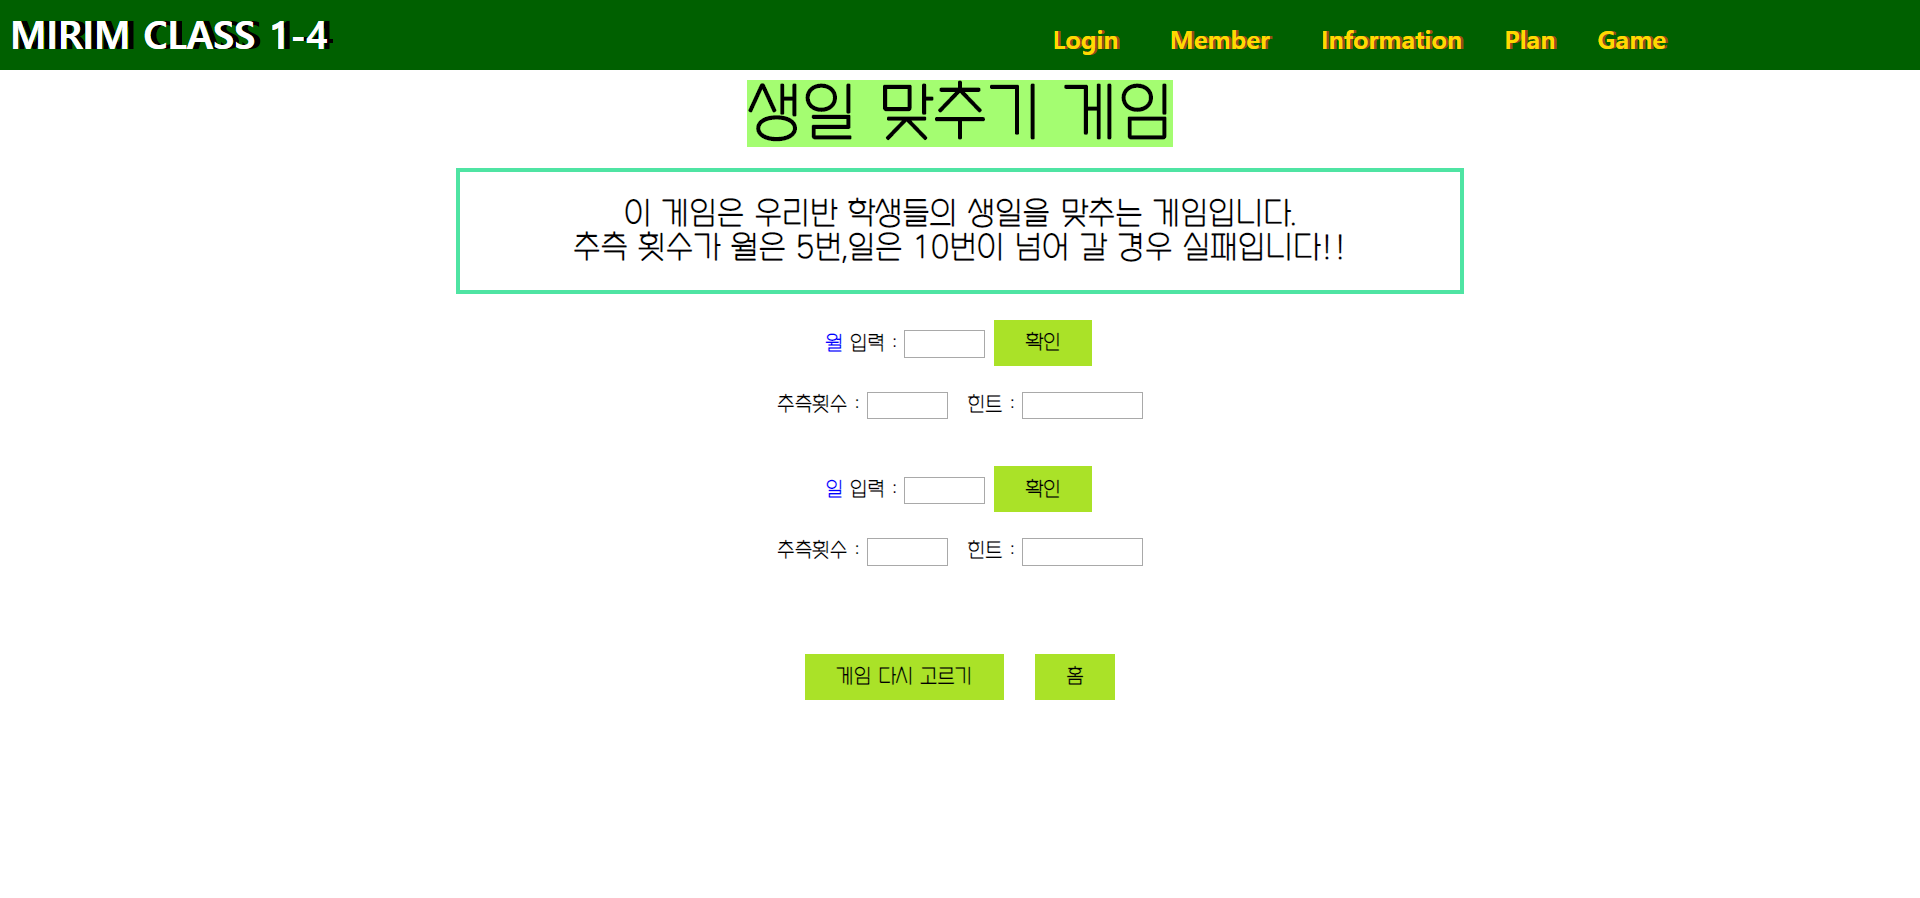 MIRIM CLASS 1-4 Login Member Information Plan Game
생일 맞추기 게임
이 게임은 우리반 학생들의 생일을 맞추는 게임입니다.
추측 횟수가 월은 5번,일은 10번이 넘어 갈 경우 실패입니다!!
월 입력 : 확인
추측횟수 : 힌트 :
일 입력 : 확인
추측횟수 : 힌트 :
게임 다시 고르기 홈